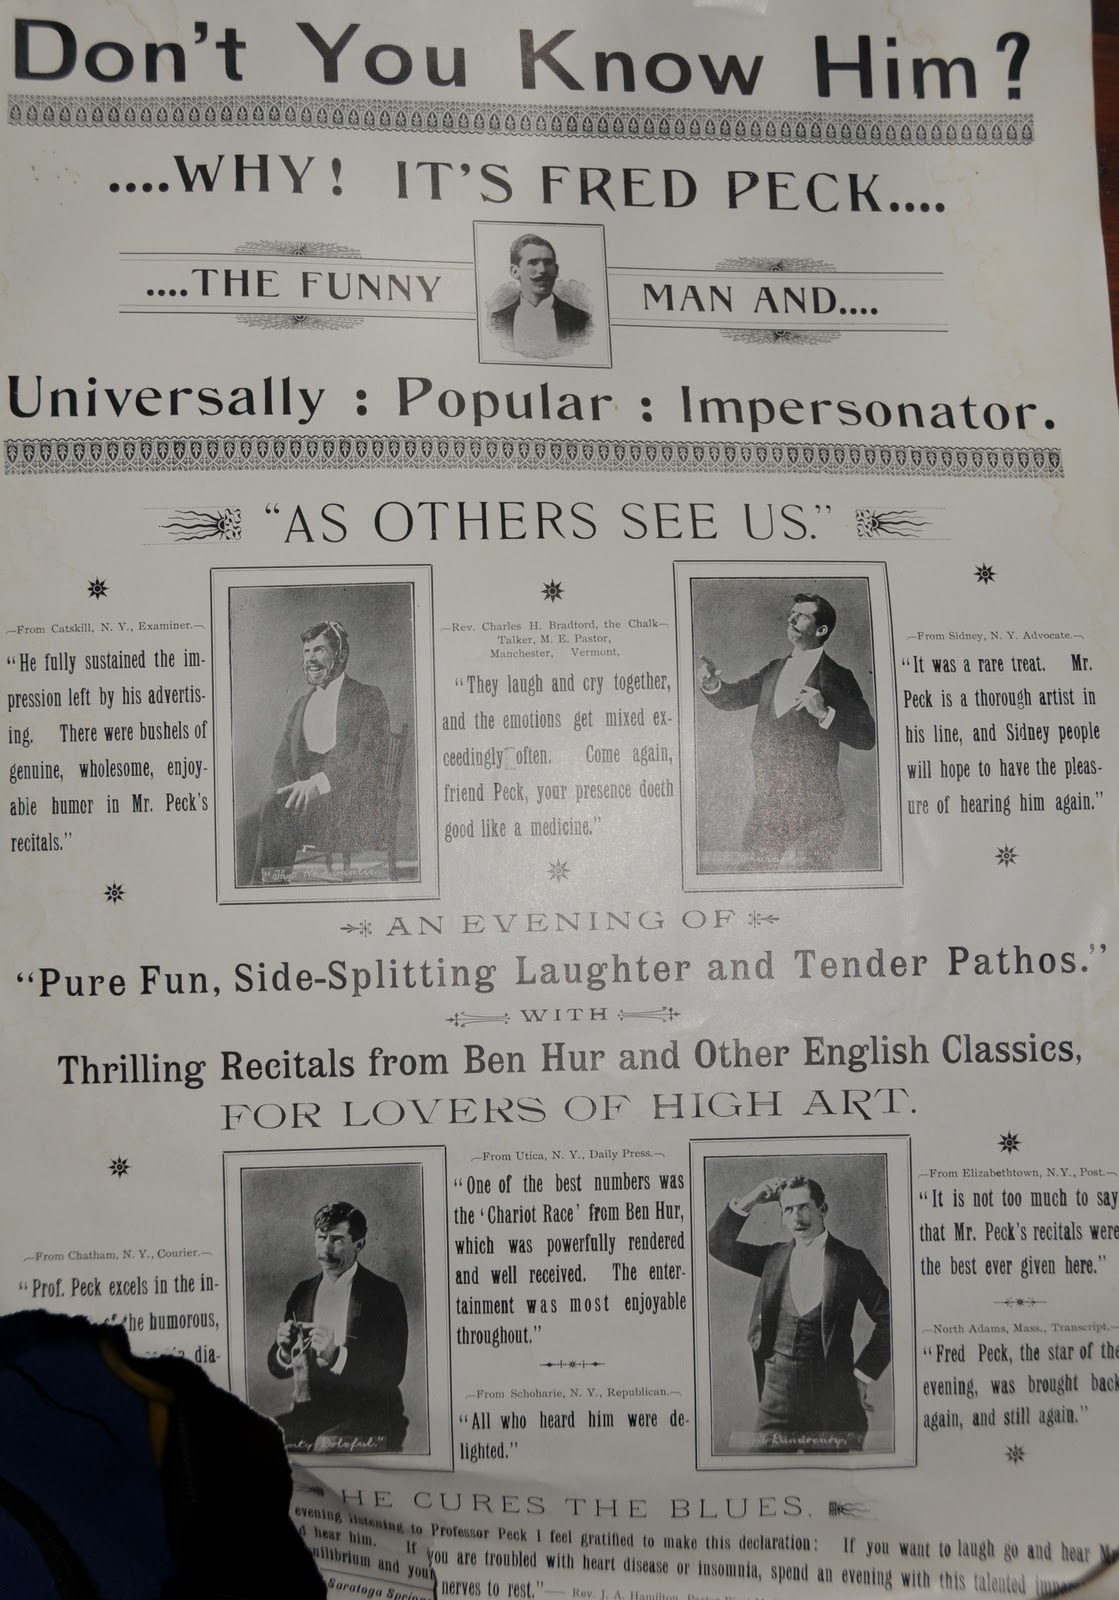 Don't You Know Him?
....WHY! IT'S FRED PECK....
....THE FUNNY MAN AND....
Universally : Popular : Impersonator.
"AS OTHERS SEE US."
—From Catskill, N. Y., Examiner.—
"He fully sustained the im-
pression left by his advertis-
ing. There were bushels of
genuine, wholesome, enjoy-
able humor in Mr. Peck's
recitals."
—Rev. Charles H. Bradford, the Chalk—
Talker, M. E. Pastor,
Manchester, Vermont,
"They laugh and cry together,
and the emotions get mixed ex-
ceedingly often. Come again,
friend Peck, your presence doeth
good like a medicine."
—From Sidney, N. Y. Advocate.—
"It was a rare treat. Mr.
Peck is a thorough artist in
his line, and Sidney people
will hope to have the pleas-
ure of hearing him again."
AN EVENING OF
"Pure Fun, Side-Splitting Laughter and Tender Pathos."
WITH
Thrilling Recitals from Ben Hur and Other English Classics,
FOR LOVERS OF HIGH ART.
—From Chatham, N. Y., Courier.—
"Prof. Peck excels in the in-
of the humorous,
dia-
—From Utica, N. Y., Daily Press.—
"One of the best numbers was
the 'Chariot Race' from Ben Hur,
which was powerfully rendered
and well received. The enter-
tainment was most enjoyable
throughout."
—From Schoharie, N. Y., Republican.—
"All who heard him were de-
lighted."
—From Elizabethtown, N.Y., Post.—
"It is not too much to say
that Mr. Peck's recitals were
the best ever given here."
—North Adams, Mass., Transcript.—
"Fred Peck, the star of the
evening, was brought back
again, and still again."
HE CURES THE BLUES.
evening listening to Professor Peck I feel gratified to make this declaration: If you want to laugh go and hear
hear him. If you are troubled with heart disease or insomnia, spend an evening with this talented
and your nerves to rest."— Rev. J. A. Hamilton,
Saratoga